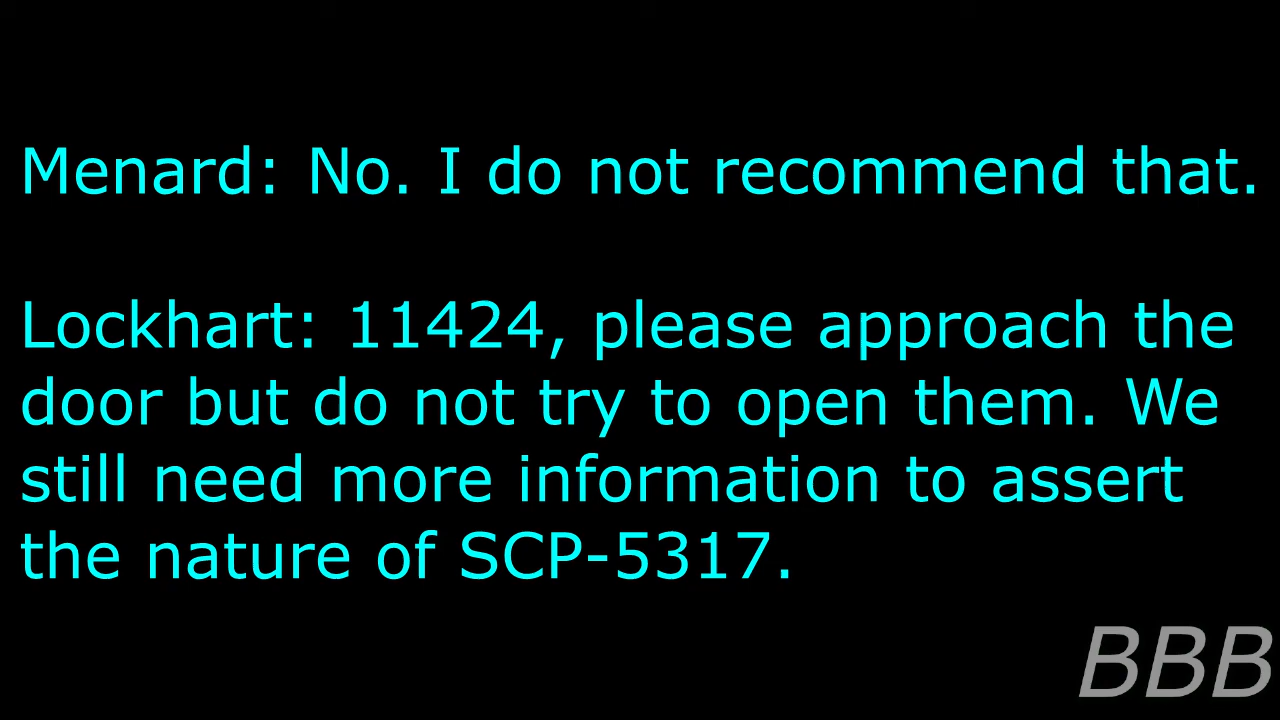 Menard: No. I do not recommend that.
Lockhart: 11424, please approach the
door but do not try to open them. We
still need more information to assert
the nature of SCP-5317.
BBB